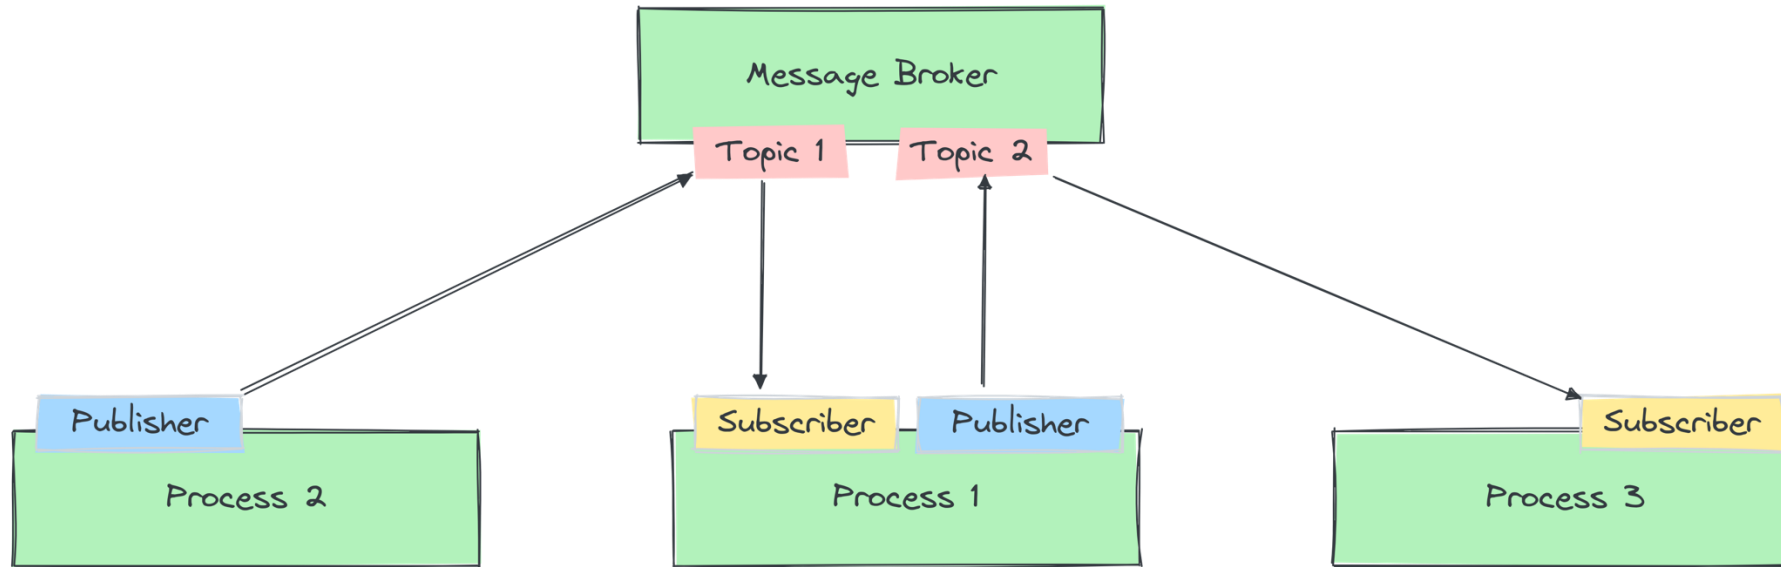 Message Broker
Topic 1
Topic 2
Publisher
Subscriber
Publisher
Subscriber
Process 2
Process 1
Process 3